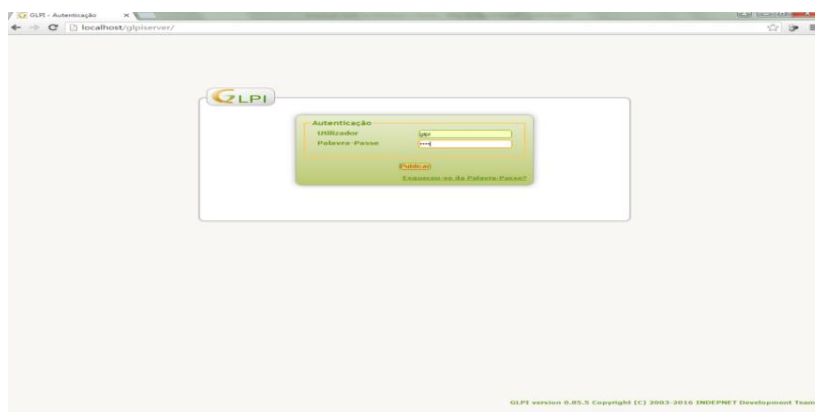 GLPI - Autenticação
localhost/glpiserver/
GLPI
Autenticação
Utilizador glpi
Palavra-Passe ••••
Publicar
Esqueceu-se da Palavra-Passe?
GLPI version 0.85.5 Copyright (C) 2003-2016 INDEPNET Development Team